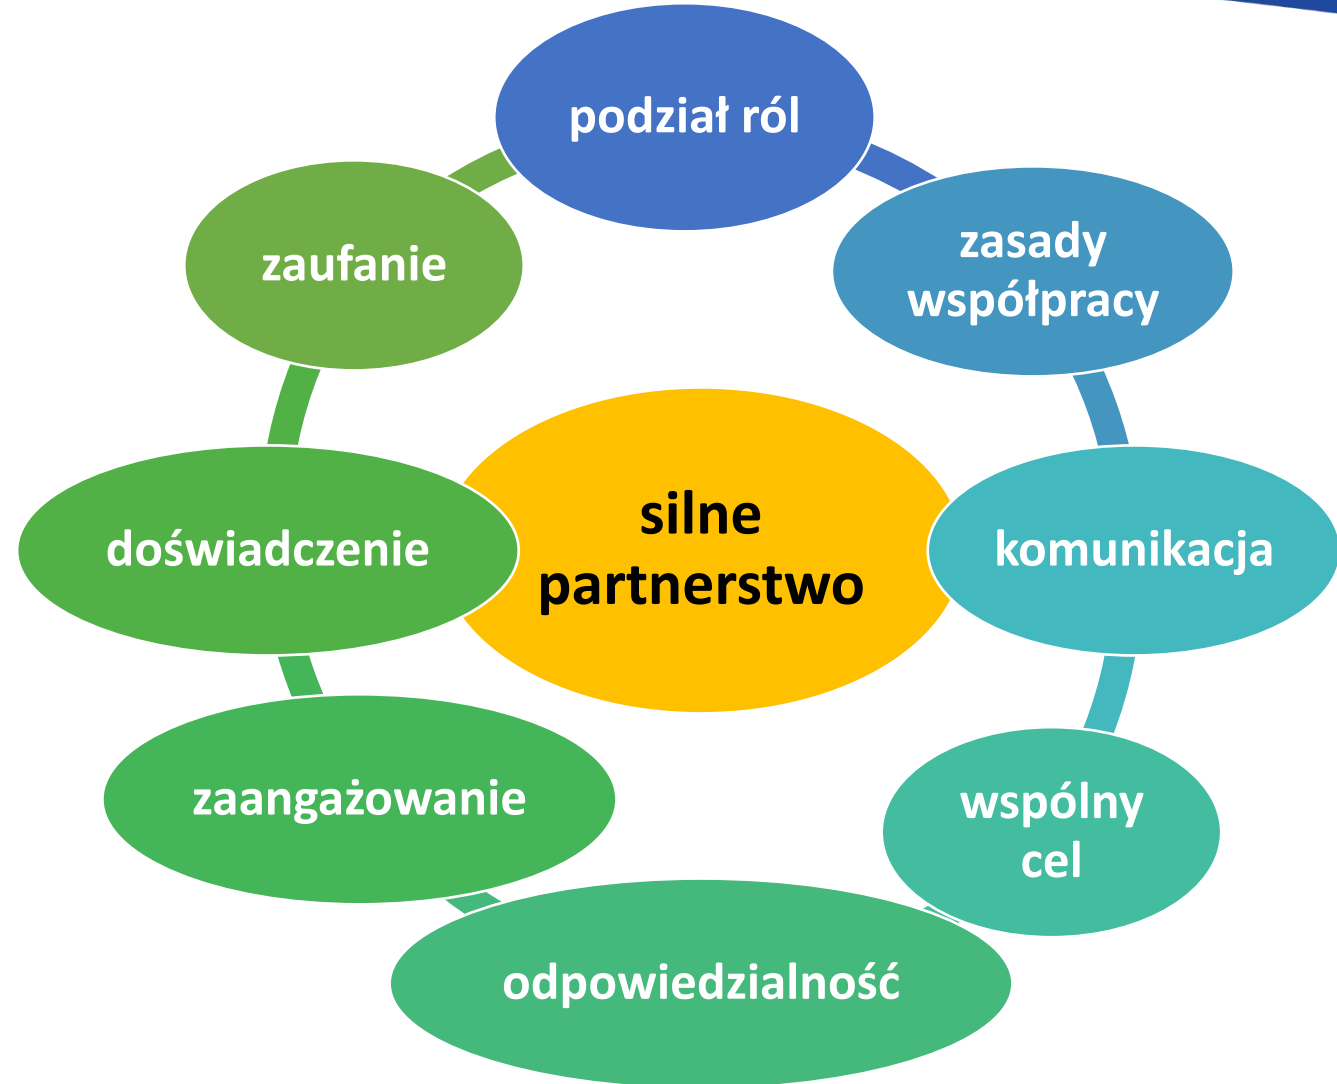 podział ról
zasady
współpracy
komunikacja
wspólny
cel
odpowiedzialność
zaangażowanie
doświadczenie
zaufanie
silne
partnerstwo